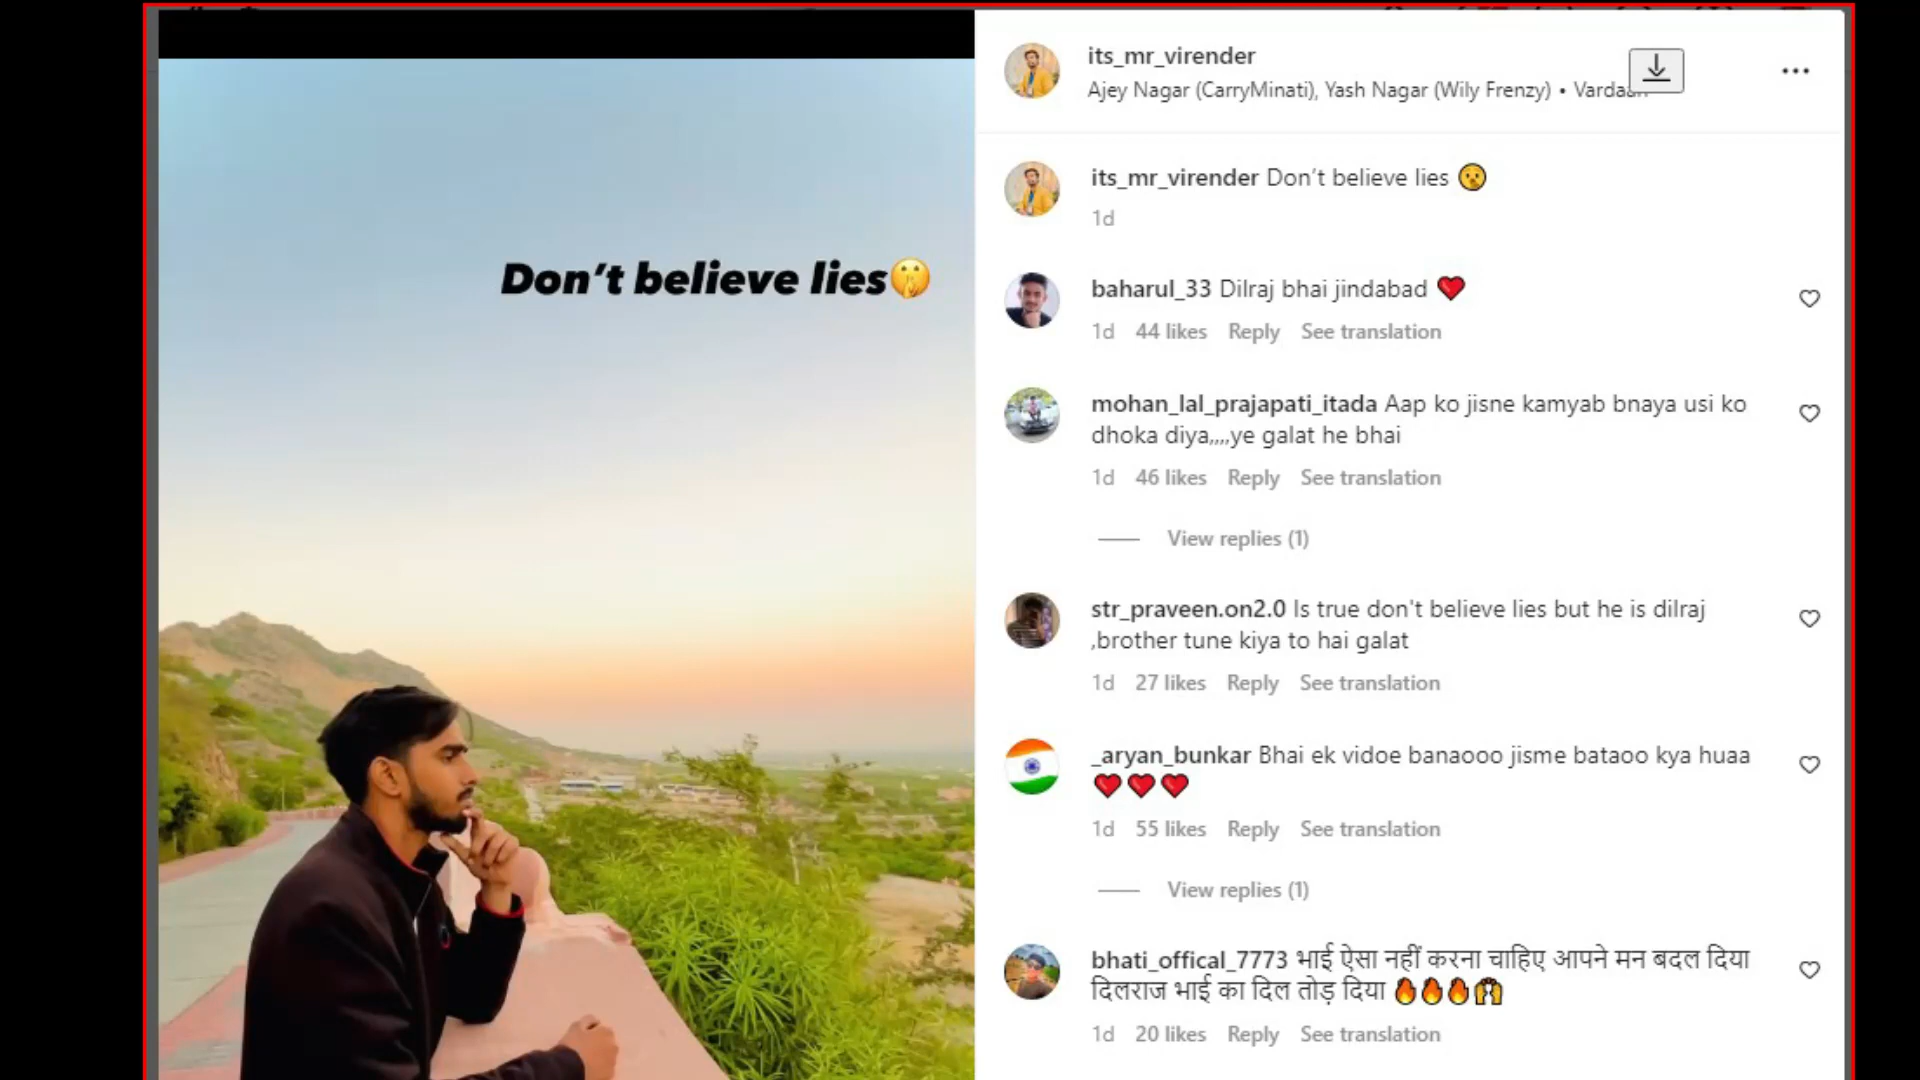 Don't believe lies🤫
its_mr_virender
Ajey Nagar (CarryMinati), Yash Nagar (Wily Frenzy) • Vardaan
its_mr_virender Don't believe lies 🤫
1d
baharul_33 Dilraj bhai jindabad ❤️
1d 44 likes Reply See translation
mohan_lal_prajapati_itada Aap ko jisne kamyab bnaya usi ko
dhoka diya,,,,ye galat he bhai
1d 46 likes Reply See translation
View replies (1)
str_praveen.on2.0 Is true don't believe lies but he is dilraj
,brother tune kiya to hai galat
1d 27 likes Reply See translation
_aryan_bunkar Bhai ek vidoe banaooo jisme bataoo kya huaa
❤️❤️❤️
1d 55 likes Reply See translation
View replies (1)
bhati_offical_7773 भाई ऐसा नहीं करना चाहिए आपने मन बदल दिया
दिलराज भाई का दिल तोड़ दिया 🔥🔥🔥🙌
1d 20 likes Reply See translation